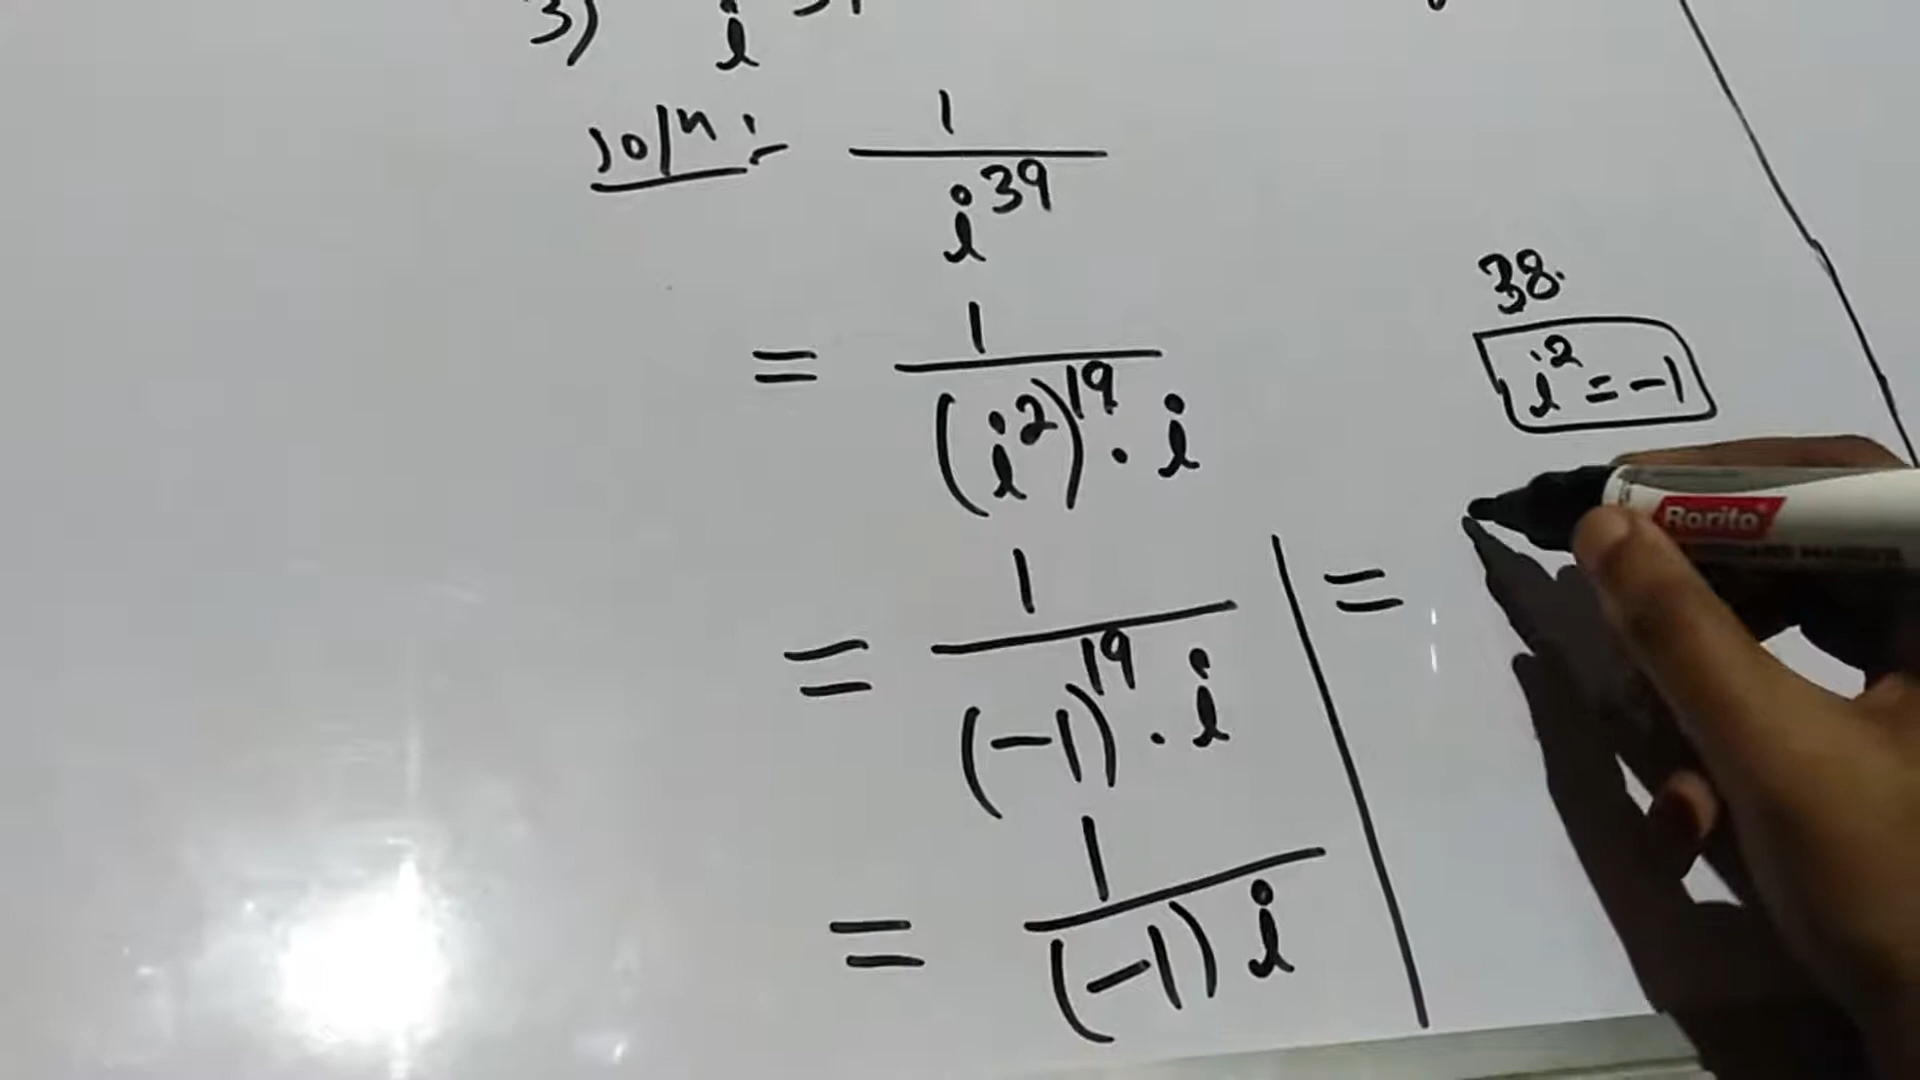 3) i
soln :- 1 / i^39
= 1 / (i^2)^19 . i
= 1 / (-1)^19 . i
= 1 / (-1) i
38.
i^2 = -1
=
Rorito